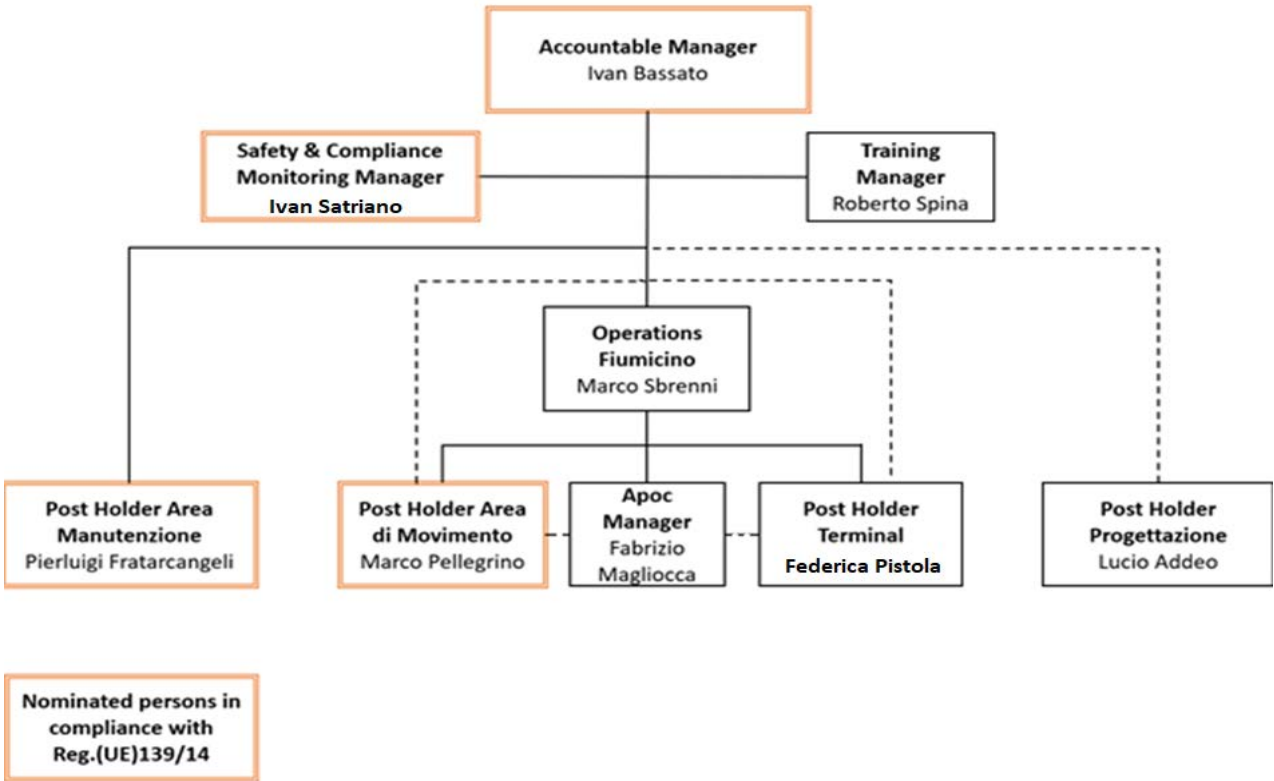 Accountable Manager
Ivan Bassato
Safety & Compliance
Monitoring Manager
Ivan Satriano
Training
Manager
Roberto Spina
Operations
Fiumicino
Marco Sbrenni
Post Holder Area
Manutenzione
Pierluigi Fratarcangeli
Post Holder Area
di Movimento
Marco Pellegrino
Apoc
Manager
Fabrizio
Magliocca
Post Holder
Terminal
Federica Pistola
Post Holder
Progettazione
Lucio Addeo
Nominated persons in
compliance with
Reg.(UE)139/14